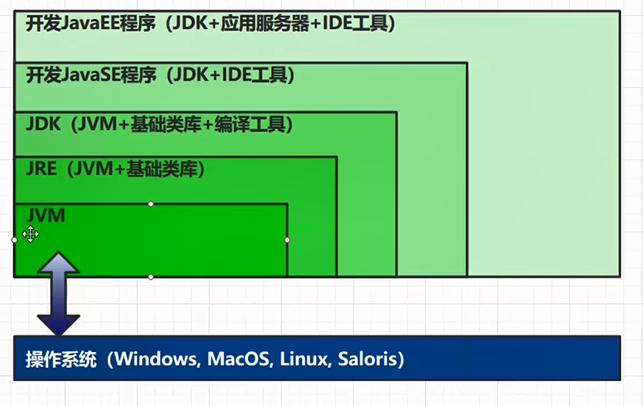 开发JavaEE程序（JDK+应用服务器+IDE工具）
开发JavaSE程序（JDK+IDE工具）
JDK（JVM+基础类库+编译工具）
JRE（JVM+基础类库）
JVM
操作系统（Windows, MacOS, Linux, Saloris）